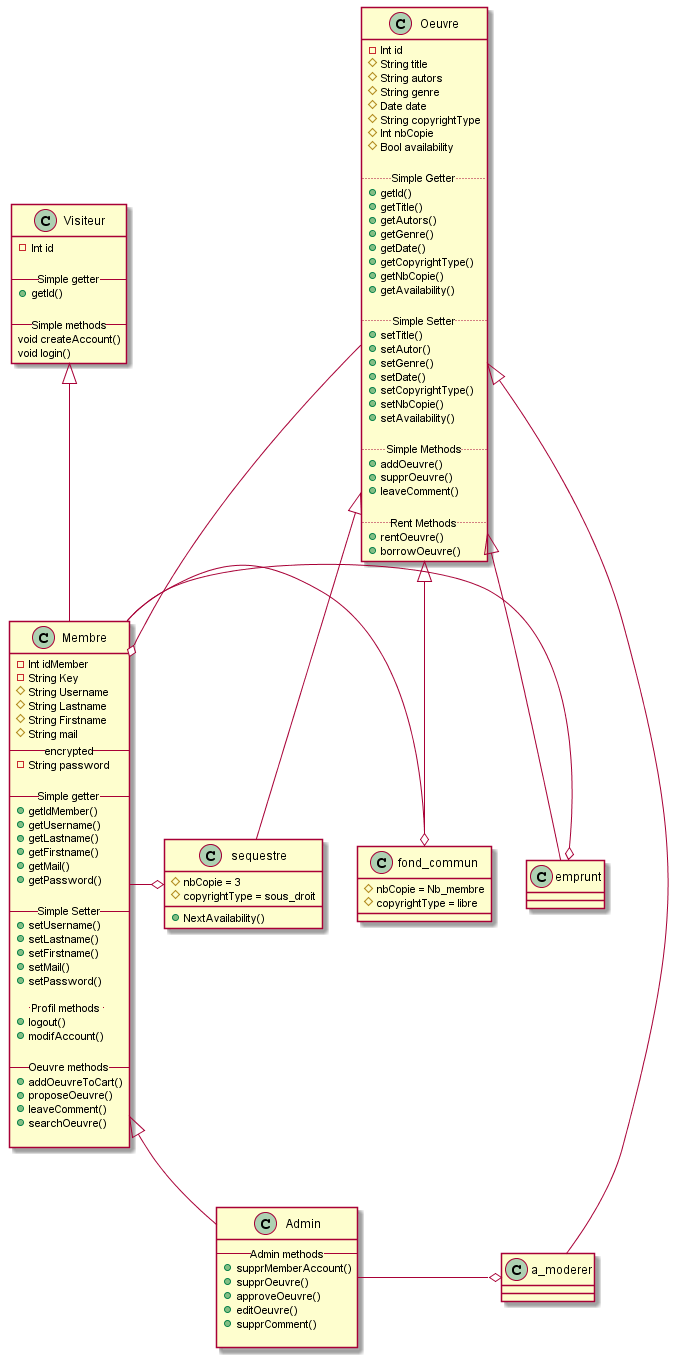 C Oeuvre
Int id
String title
String autors
String genre
Date date
String copyrightType
Int nbCopie
Bool availability
Simple Getter
getId()
getTitle()
getAutors()
getGenre()
getDate()
getCopyrightType()
getNbCopie()
getAvailability()
Simple Setter
setTitle()
setAutor()
setGenre()
setDate()
setCopyrightType()
setNbCopie()
setAvailability()
Simple Methods
addOeuvre()
supprOeuvre()
leaveComment()
Rent Methods
rentOeuvre()
borrowOeuvre()
C Visiteur
Int id
Simple getter
getId()
Simple methods
void createAccount()
void login()
C Membre
Int idMember
String Key
String Username
String Lastname
String Firstname
String mail
encrypted
String password
Simple getter
getIdMember()
getUsername()
getLastname()
getFirstname()
getMail()
getPassword()
Simple Setter
setUsername()
setLastname()
setFirstname()
setMail()
setPassword()
Profil methods
logout()
modifAccount()
Oeuvre methods
addOeuvreToCart()
proposeOeuvre()
leaveComment()
searchOeuvre()
C sequestre
nbCopie = 3
copyrightType = sous_droit
NextAvailability()
C fond_commun
nbCopie = Nb_membre
copyrightType = libre
C emprunt
C Admin
Admin methods
supprMemberAccount()
supprOeuvre()
approveOeuvre()
editOeuvre()
supprComment()
C a_moderer